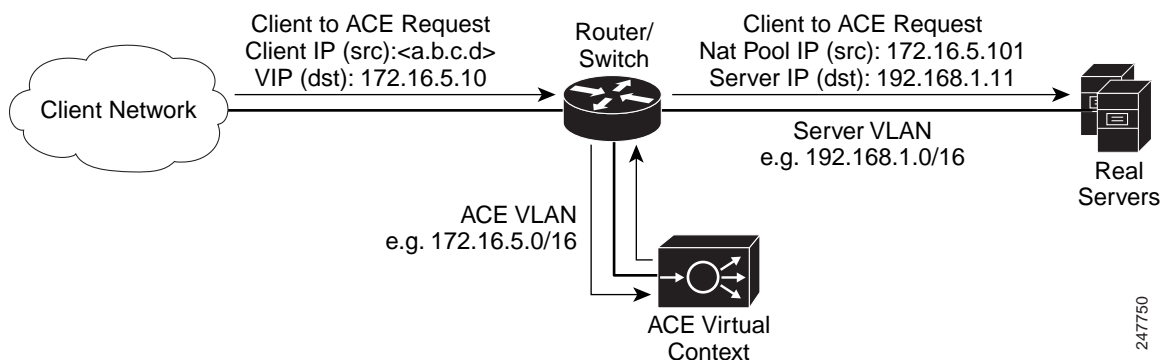 Client to ACE Request
Client IP (src):<a.b.c.d>
VIP (dst): 172.16.5.10
Router/
Switch
Client to ACE Request
Nat Pool IP (src): 172.16.5.101
Server IP (dst): 192.168.1.11
Client Network
Server VLAN
e.g. 192.168.1.0/16
Real
Servers
ACE VLAN
e.g. 172.16.5.0/16
ACE Virtual
Context
247750